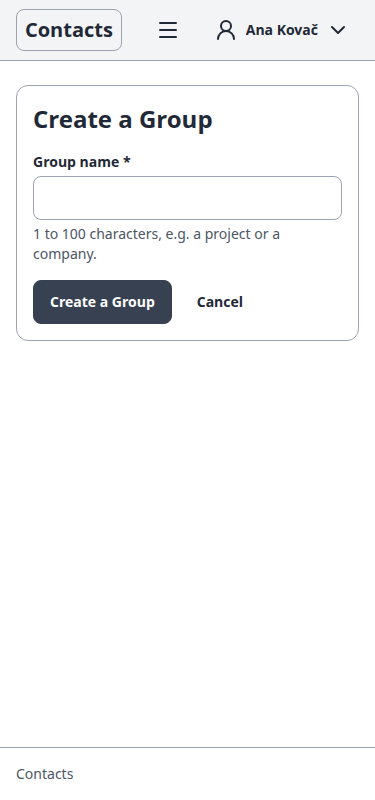 Contacts
Ana Kovač
Create a Group
Group name *
1 to 100 characters, e.g. a project or a
company.
Create a Group
Cancel
Contacts